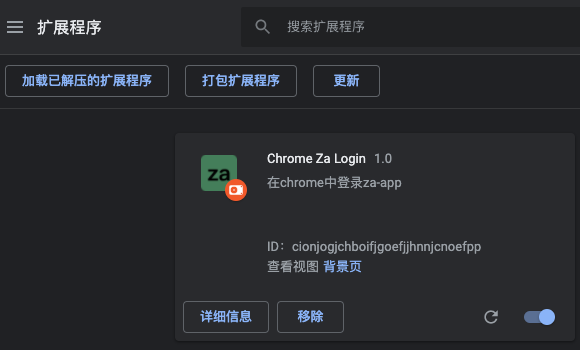 扩展程序
搜索扩展程序
加载已解压的扩展程序 打包扩展程序 更新
za
Chrome Za Login 1.0
在chrome中登录za-app
ID：cionjogjchboifjgoefjjhnnjcnoefpp
查看视图 背景页
详细信息 移除